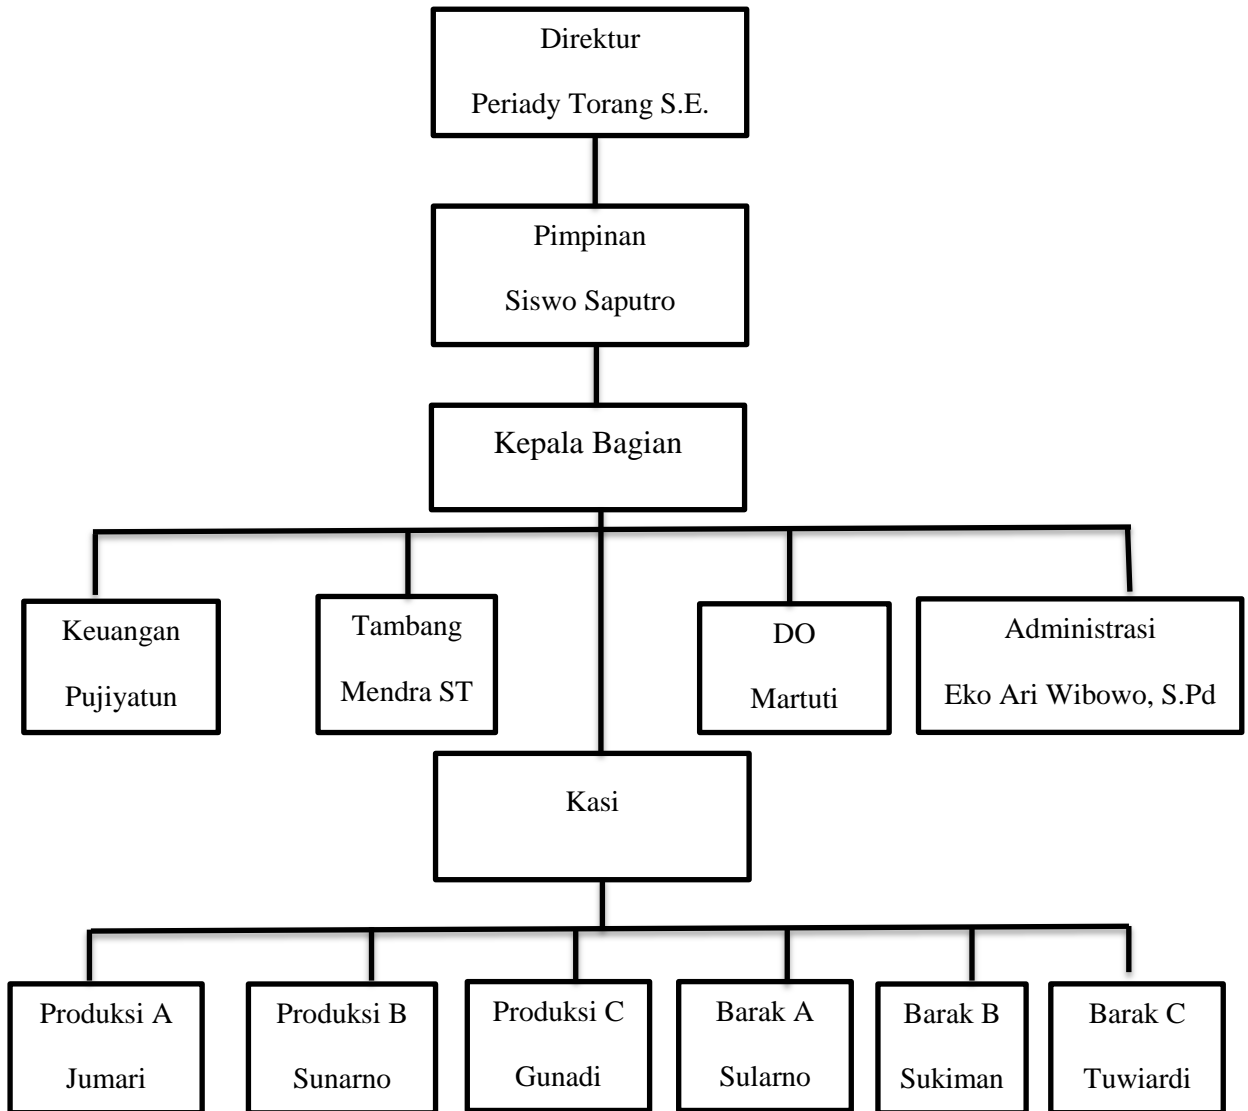 Direktur
Periady Torang S.E.
Pimpinan
Siswo Saputro
Kepala Bagian
Keuangan
Pujiyatun
Tambang
Mendra ST
DO
Martuti
Administrasi
Eko Ari Wibowo, S.Pd
Kasi
Produksi A
Jumari
Produksi B
Sunarno
Produksi C
Gunadi
Barak A
Sularno
Barak B
Sukiman
Barak C
Tuwiardi